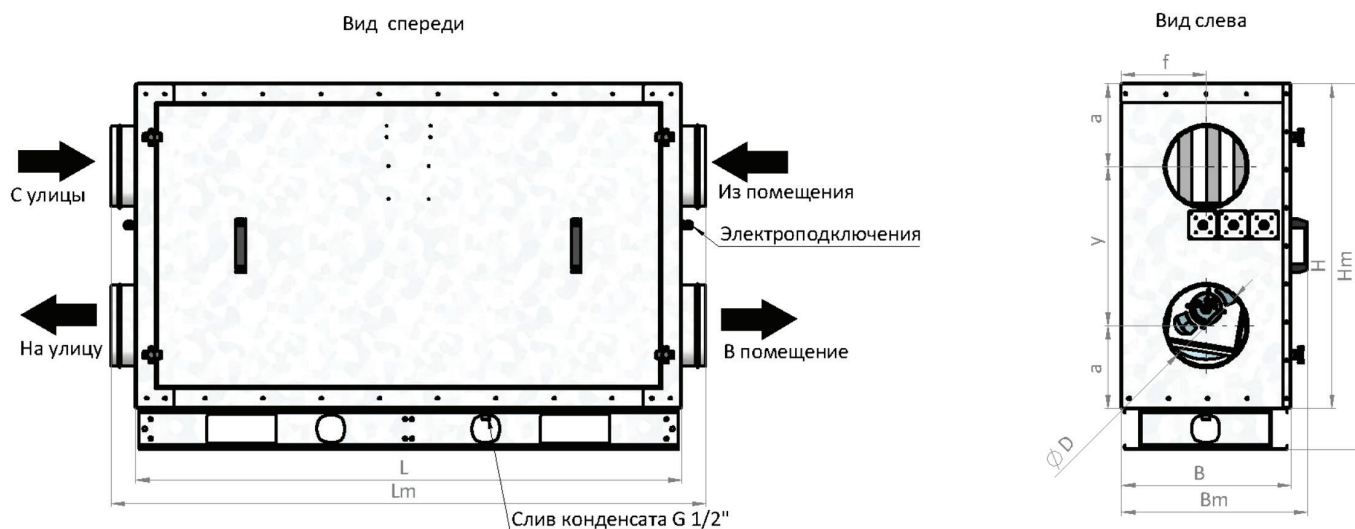 Вид спереди
Вид слева
С улицы
Из помещения
Электроподключения
На улицу
В помещение
L
Lm
Слив конденсата G 1/2"
f
a
y
a
H
Hm
ØD
B
Bm